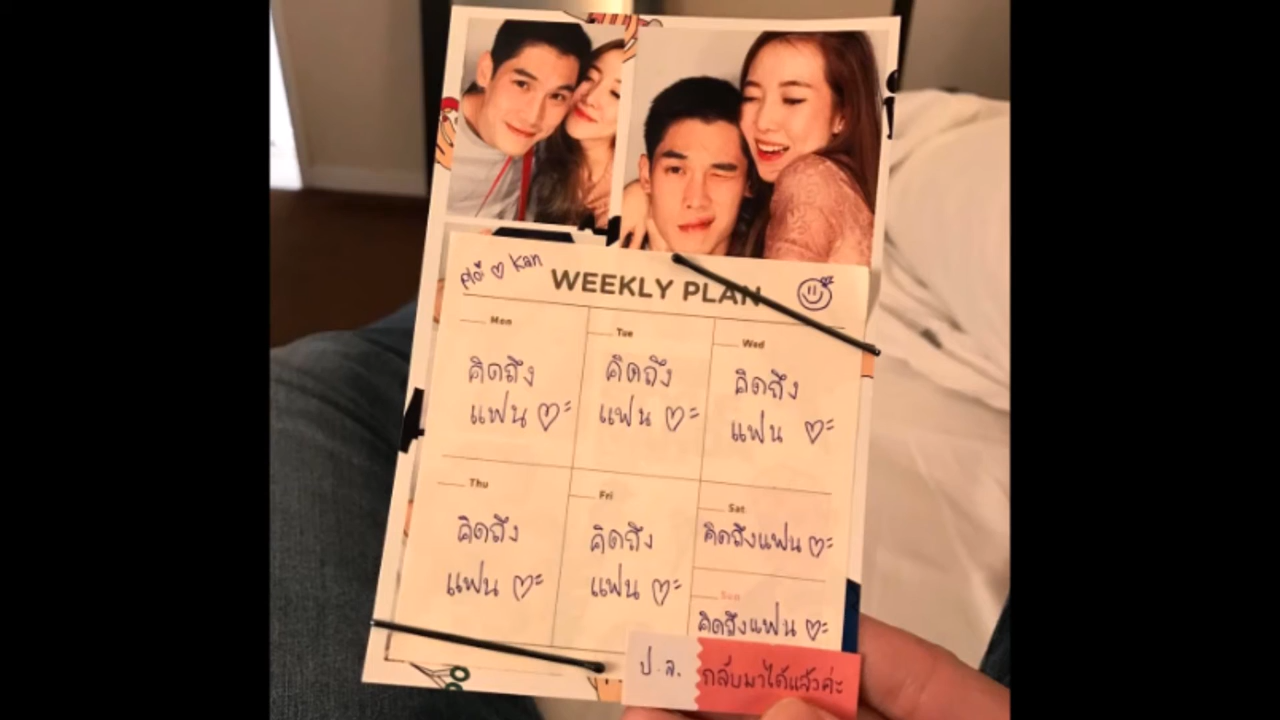 Ploi ♡ Kan
WEEKLY PLAN
Mon
คิดถึง
แฟน ♡=
Tue
คิดถึง
แฟน ♡=
Wed
คิดถึง
แฟน ♡=
Thu
คิดถึง
แฟน ♡=
Fri
คิดถึง
แฟน ♡=
Sat
คิดถึงแฟน ♡=
Sun
คิดถึงแฟน ♡=
ป.ล. กลับมาได้แล้วค่ะ